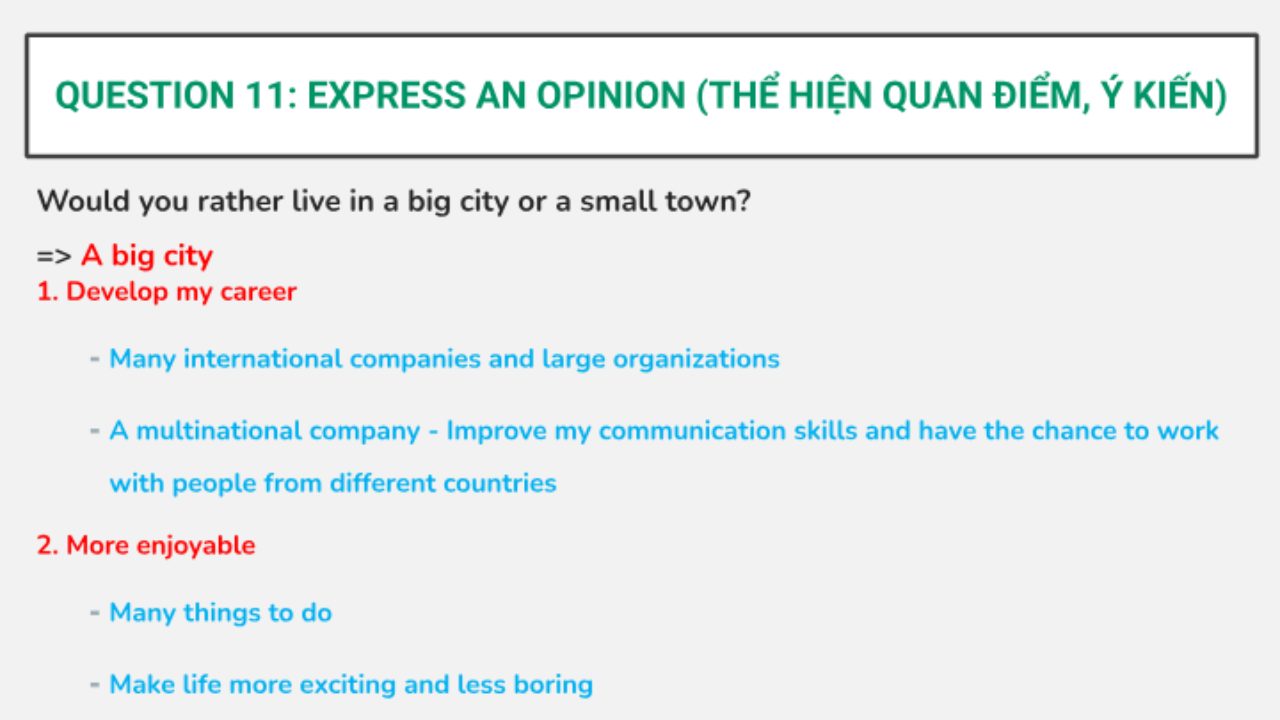 QUESTION 11: EXPRESS AN OPINION (THỂ HIỆN QUAN ĐIỂM, Ý KIẾN)
Would you rather live in a big city or a small town?
=> A big city
1. Develop my career
- Many international companies and large organizations
- A multinational company - Improve my communication skills and have the chance to work
with people from different countries
2. More enjoyable
- Many things to do
- Make life more exciting and less boring